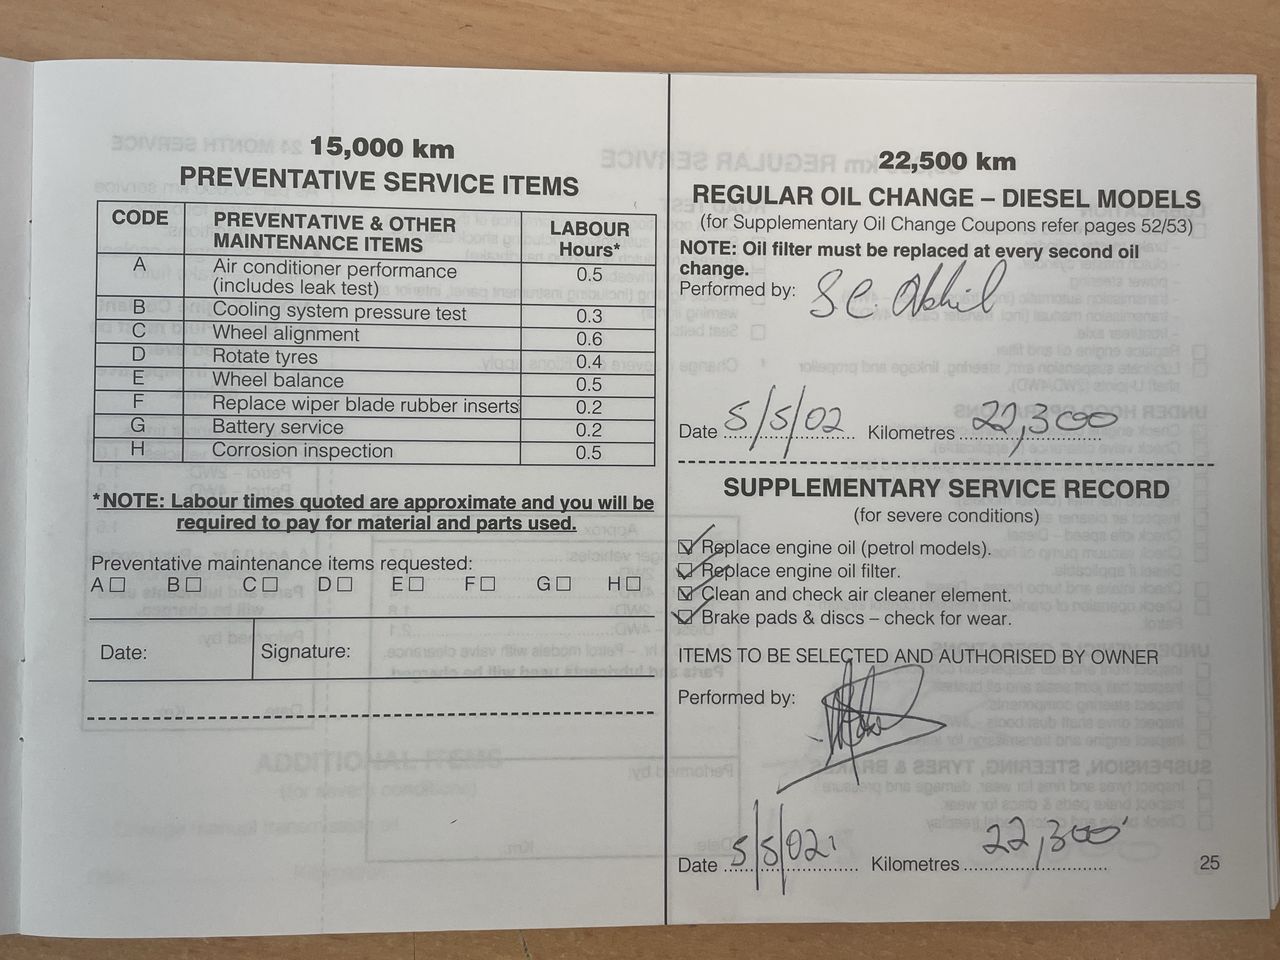 15,000 km
PREVENTATIVE SERVICE ITEMS
CODE PREVENTATIVE & OTHER MAINTENANCE ITEMS LABOUR Hours*
A Air conditioner performance (includes leak test) 0.5
B Cooling system pressure test 0.3
C Wheel alignment 0.6
D Rotate tyres 0.4
E Wheel balance 0.5
F Replace wiper blade rubber inserts 0.2
G Battery service 0.2
H Corrosion inspection 0.5
*NOTE: Labour times quoted are approximate and you will be
required to pay for material and parts used.
Preventative maintenance items requested:
A☐ B☐ C☐ D☐ E☐ F☐ G☐ H☐
Date: Signature:
22,500 km
REGULAR OIL CHANGE – DIESEL MODELS
(for Supplementary Oil Change Coupons refer pages 52/53)
NOTE: Oil filter must be replaced at every second oil
change.
Performed by:
Date 5/5/02 Kilometres 22,300
SUPPLEMENTARY SERVICE RECORD
(for severe conditions)
☑ Replace engine oil (petrol models).
☑ Replace engine oil filter.
☑ Clean and check air cleaner element.
☑ Brake pads & discs – check for wear.
ITEMS TO BE SELECTED AND AUTHORISED BY OWNER
Performed by:
Date 5/5/02 Kilometres 22,300
25